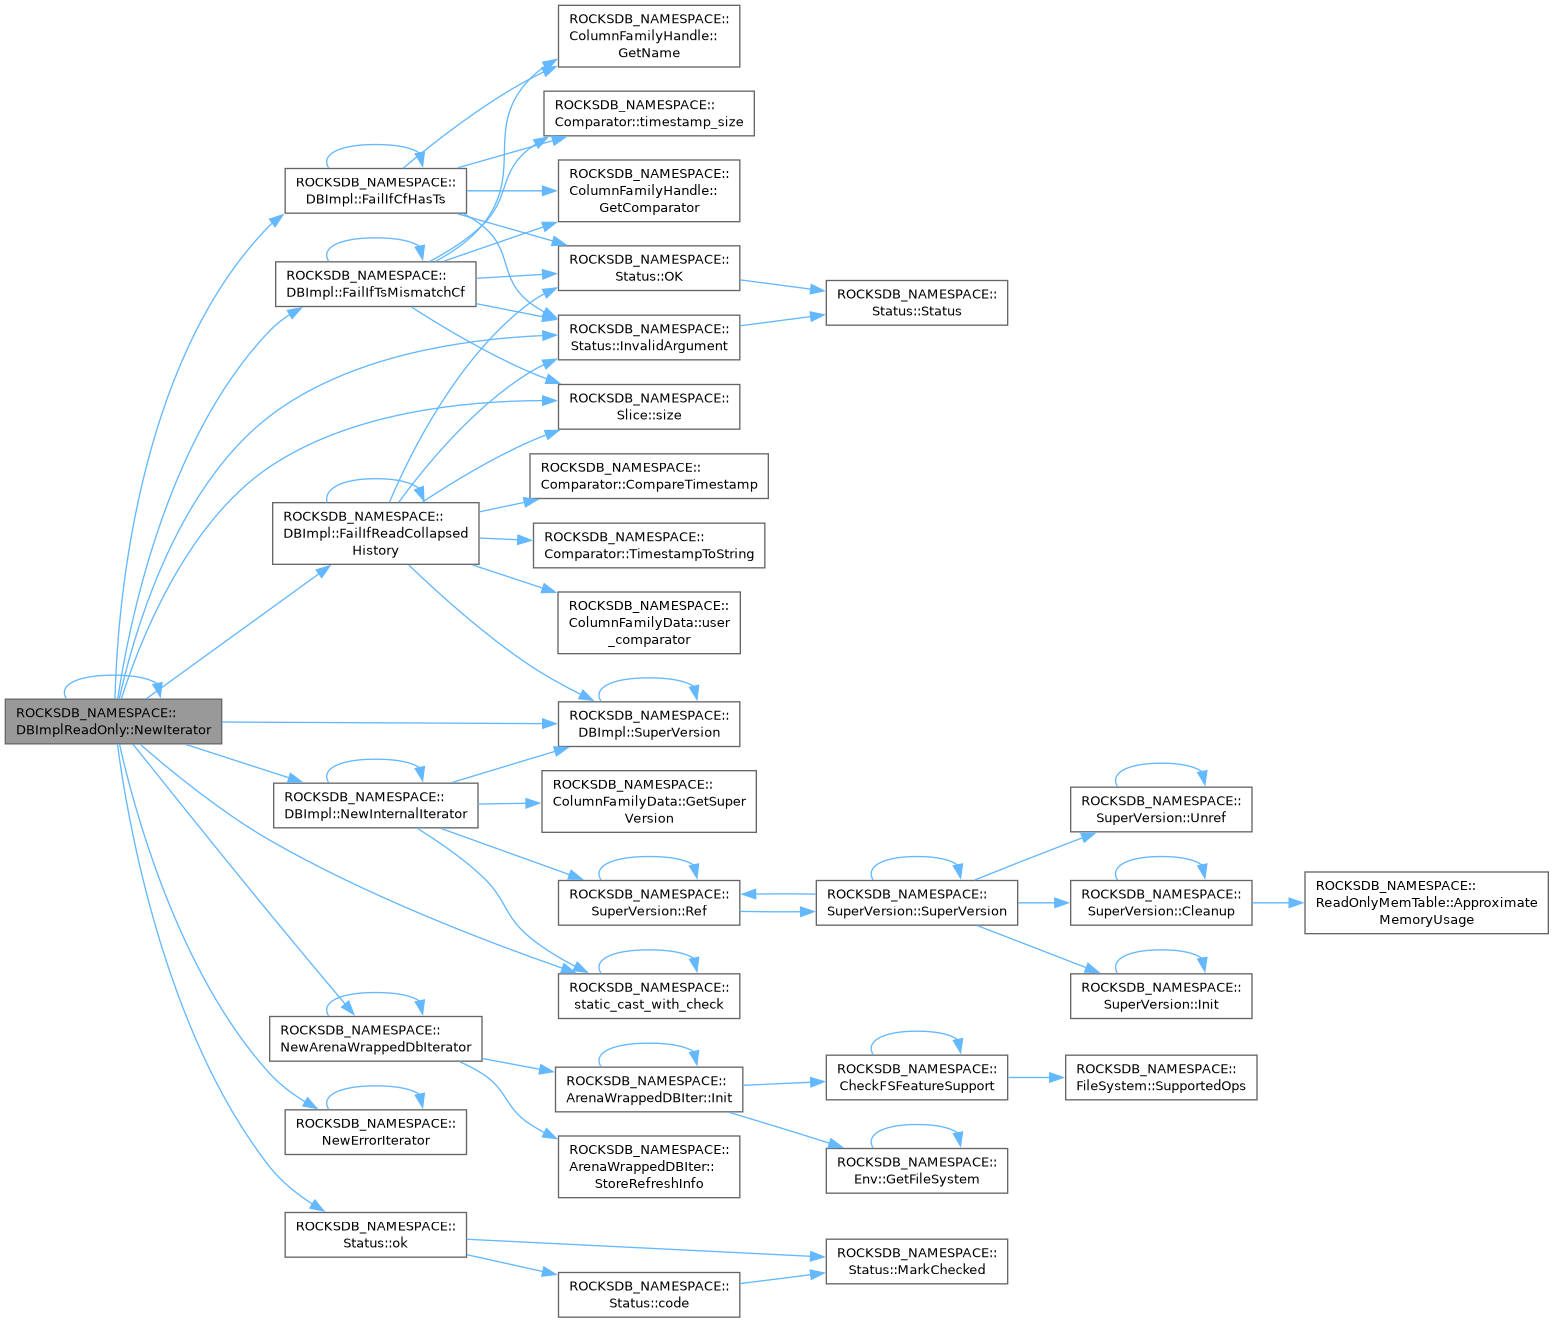 ROCKSDB_NAMESPACE::
DBImplReadOnly::NewIterator
ROCKSDB_NAMESPACE::
DBImpl::FailIfCfHasTs
ROCKSDB_NAMESPACE::
DBImpl::FailIfTsMismatchCf
ROCKSDB_NAMESPACE::
DBImpl::FailIfReadCollapsed
History
ROCKSDB_NAMESPACE::
DBImpl::NewInternalIterator
ROCKSDB_NAMESPACE::
NewArenaWrappedDbIterator
ROCKSDB_NAMESPACE::
NewErrorIterator
ROCKSDB_NAMESPACE::
Status::ok
ROCKSDB_NAMESPACE::
ColumnFamilyHandle::
GetName
ROCKSDB_NAMESPACE::
Comparator::timestamp_size
ROCKSDB_NAMESPACE::
ColumnFamilyHandle::
GetComparator
ROCKSDB_NAMESPACE::
Status::OK
ROCKSDB_NAMESPACE::
Status::InvalidArgument
ROCKSDB_NAMESPACE::
Slice::size
ROCKSDB_NAMESPACE::
Comparator::CompareTimestamp
ROCKSDB_NAMESPACE::
Comparator::TimestampToString
ROCKSDB_NAMESPACE::
ColumnFamilyData::user
_comparator
ROCKSDB_NAMESPACE::
DBImpl::SuperVersion
ROCKSDB_NAMESPACE::
ColumnFamilyData::GetSuper
Version
ROCKSDB_NAMESPACE::
SuperVersion::Ref
ROCKSDB_NAMESPACE::
static_cast_with_check
ROCKSDB_NAMESPACE::
ArenaWrappedDBIter::Init
ROCKSDB_NAMESPACE::
ArenaWrappedDBIter::
StoreRefreshInfo
ROCKSDB_NAMESPACE::
Status::code
ROCKSDB_NAMESPACE::
Status::Status
ROCKSDB_NAMESPACE::
SuperVersion::SuperVersion
ROCKSDB_NAMESPACE::
CheckFSFeatureSupport
ROCKSDB_NAMESPACE::
Env::GetFileSystem
ROCKSDB_NAMESPACE::
Status::MarkChecked
ROCKSDB_NAMESPACE::
SuperVersion::Unref
ROCKSDB_NAMESPACE::
SuperVersion::Cleanup
ROCKSDB_NAMESPACE::
SuperVersion::Init
ROCKSDB_NAMESPACE::
FileSystem::SupportedOps
ROCKSDB_NAMESPACE::
ReadOnlyMemTable::Approximate
MemoryUsage